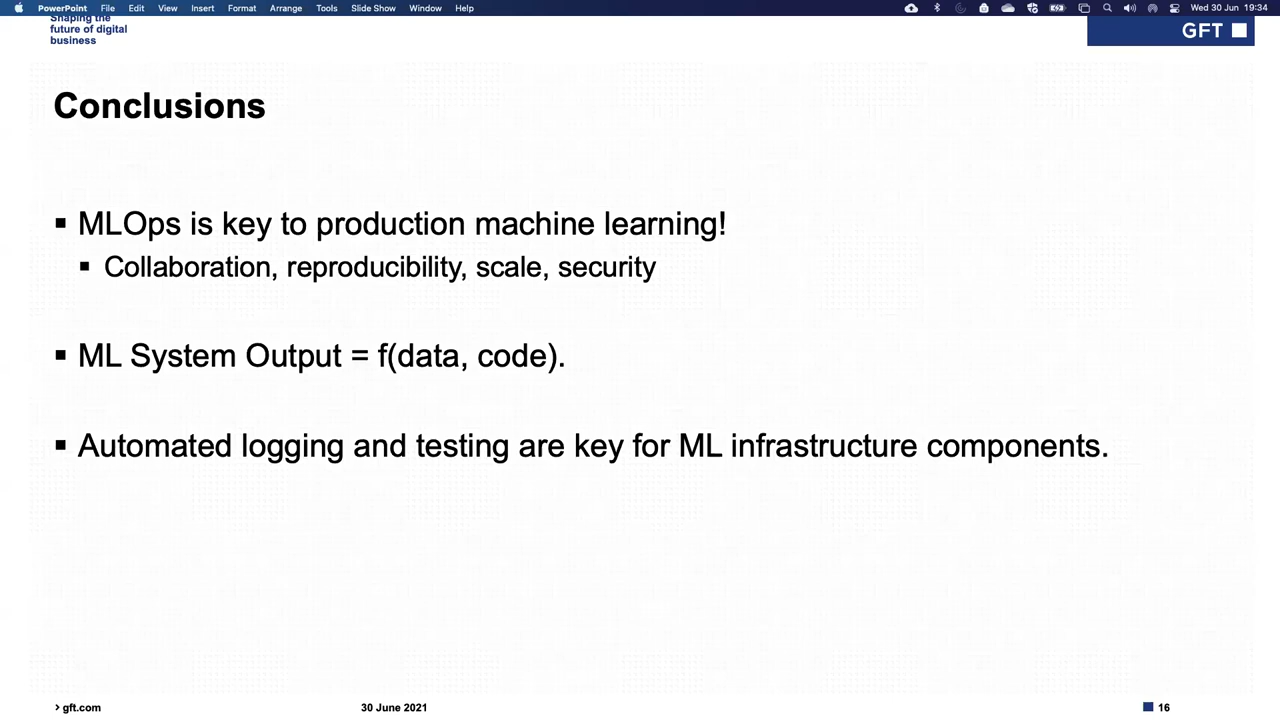 PowerPoint File Edit View Insert Format Arrange Tools Slide Show Window Help Wed 30 Jun 19:34
Shaping the
future of digital
business
GFT
Conclusions
▪ MLOps is key to production machine learning!
▪ Collaboration, reproducibility, scale, security
▪ ML System Output = f(data, code).
▪ Automated logging and testing are key for ML infrastructure components.
› gft.com 30 June 2021 16